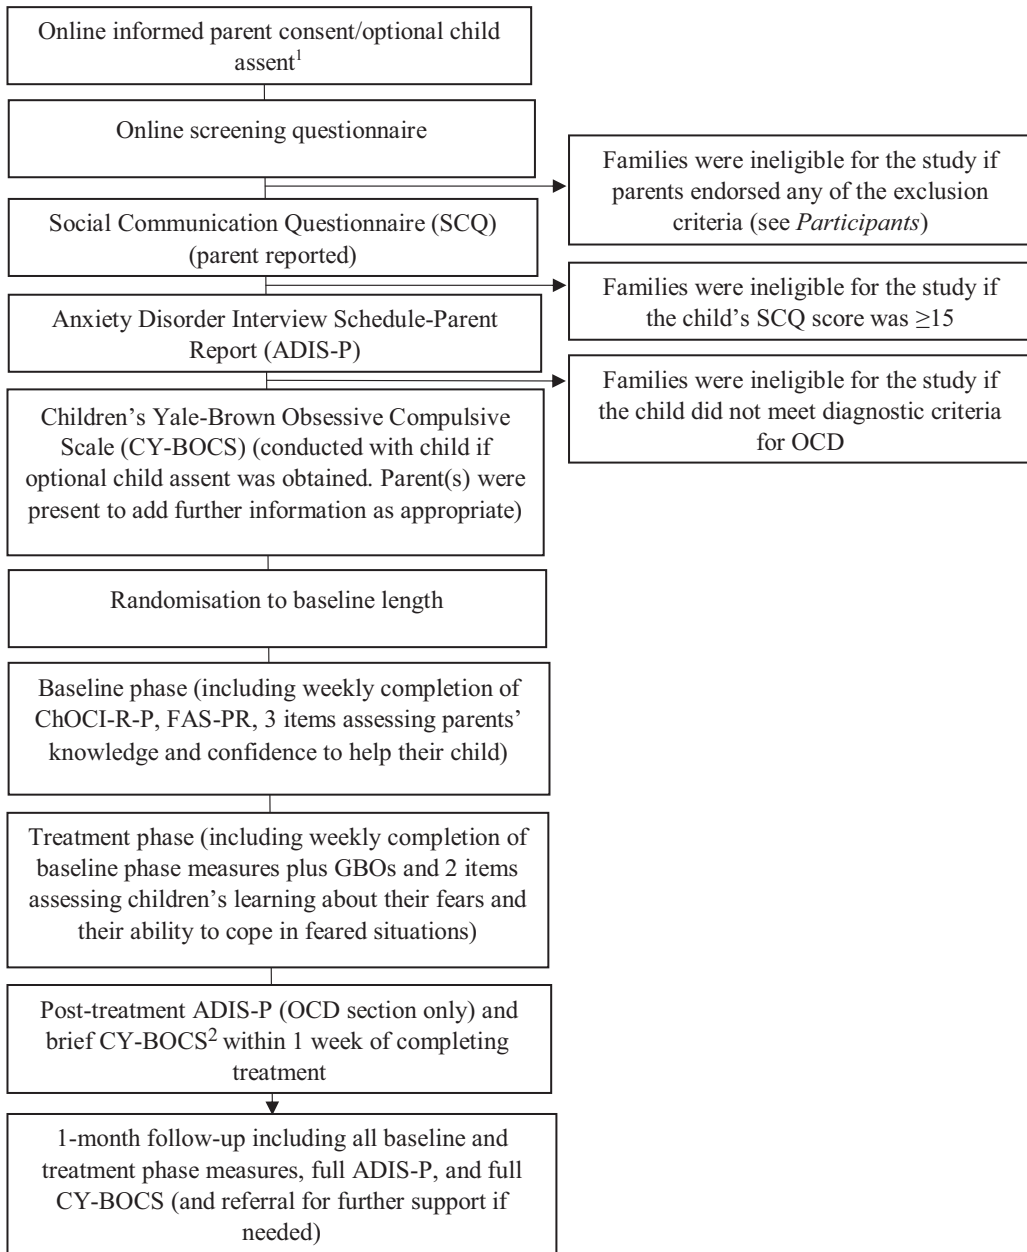 Online informed parent consent/optional child
assent¹
Online screening questionnaire
Families were ineligible for the study if
parents endorsed any of the exclusion
criteria (see Participants)
Social Communication Questionnaire (SCQ)
(parent reported)
Families were ineligible for the study if
the child’s SCQ score was ≥15
Anxiety Disorder Interview Schedule-Parent
Report (ADIS-P)
Families were ineligible for the study if
the child did not meet diagnostic criteria
for OCD
Children’s Yale-Brown Obsessive Compulsive
Scale (CY-BOCS) (conducted with child if
optional child assent was obtained. Parent(s) were
present to add further information as appropriate)
Randomisation to baseline length
Baseline phase (including weekly completion of
ChOCI-R-P, FAS-PR, 3 items assessing parents’
knowledge and confidence to help their child)
Treatment phase (including weekly completion of
baseline phase measures plus GBOs and 2 items
assessing children’s learning about their fears and
their ability to cope in feared situations)
Post-treatment ADIS-P (OCD section only) and
brief CY-BOCS² within 1 week of completing
treatment
1-month follow-up including all baseline and
treatment phase measures, full ADIS-P, and full
CY-BOCS (and referral for further support if
needed)